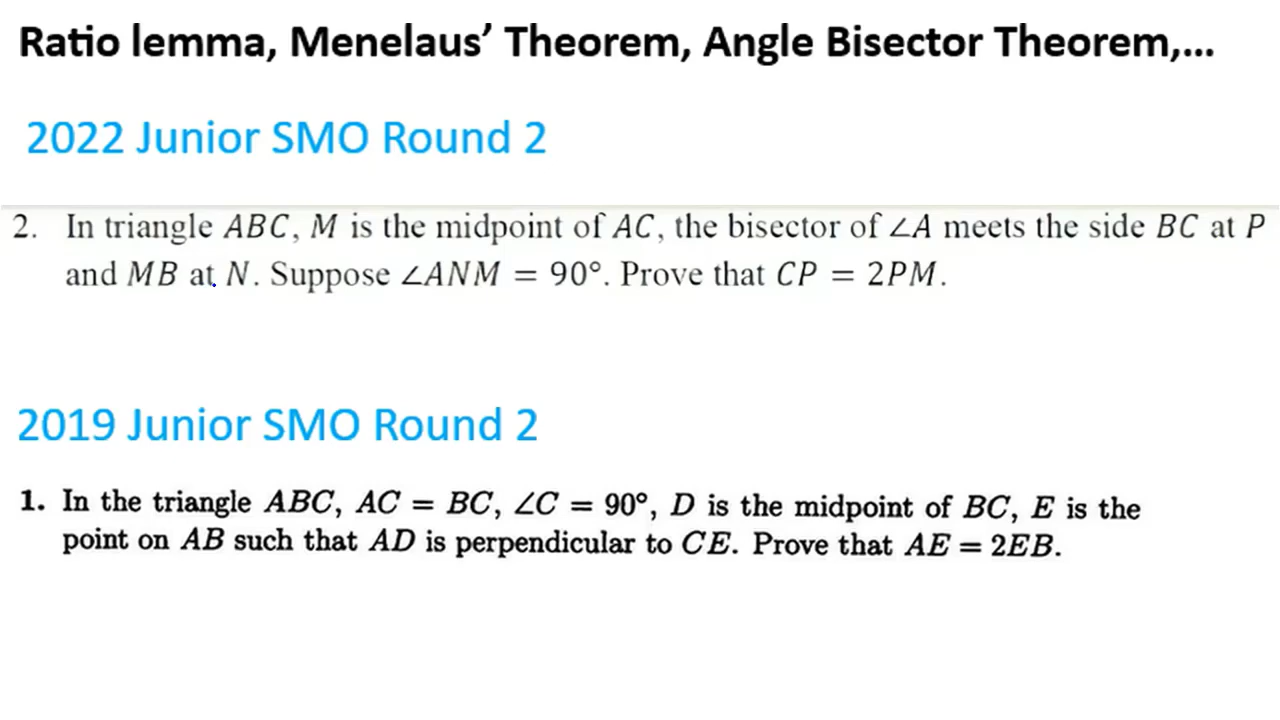 Ratio lemma, Menelaus’ Theorem, Angle Bisector Theorem,...
2022 Junior SMO Round 2
2. In triangle ABC, M is the midpoint of AC, the bisector of ∠A meets the side BC at P
and MB at N. Suppose ∠ANM = 90°. Prove that CP = 2PM.
2019 Junior SMO Round 2
1. In the triangle ABC, AC = BC, ∠C = 90°, D is the midpoint of BC, E is the
point on AB such that AD is perpendicular to CE. Prove that AE = 2EB.